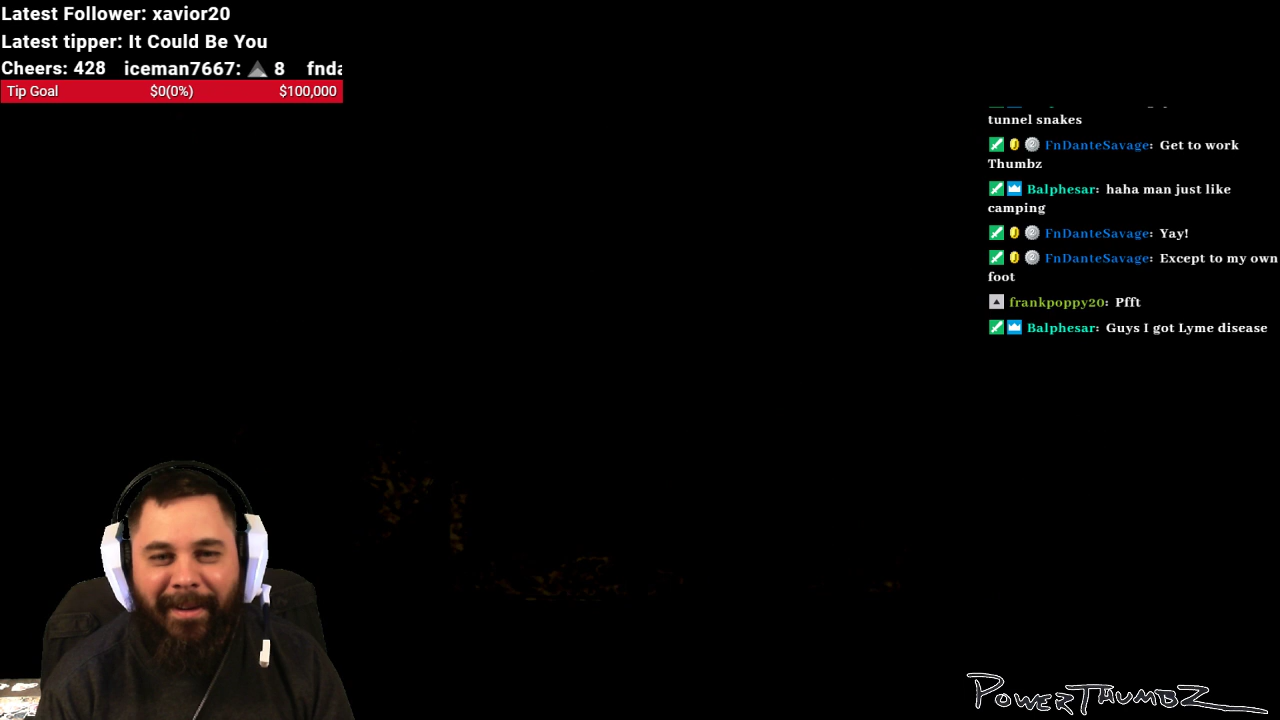 Latest Follower: xavior20
Latest tipper: It Could Be You
Cheers: 428 iceman7667: 8
Tip Goal $0(0%) $100,000
tunnel snakes
FnDanteSavage: Get to work
Thumbz
Balphesar: haha man just like
camping
FnDanteSavage: Yay!
FnDanteSavage: Except to my own
foot
frankpoppy20: Pfft
Balphesar: Guys I got Lyme disease
POWERTHUMBZ